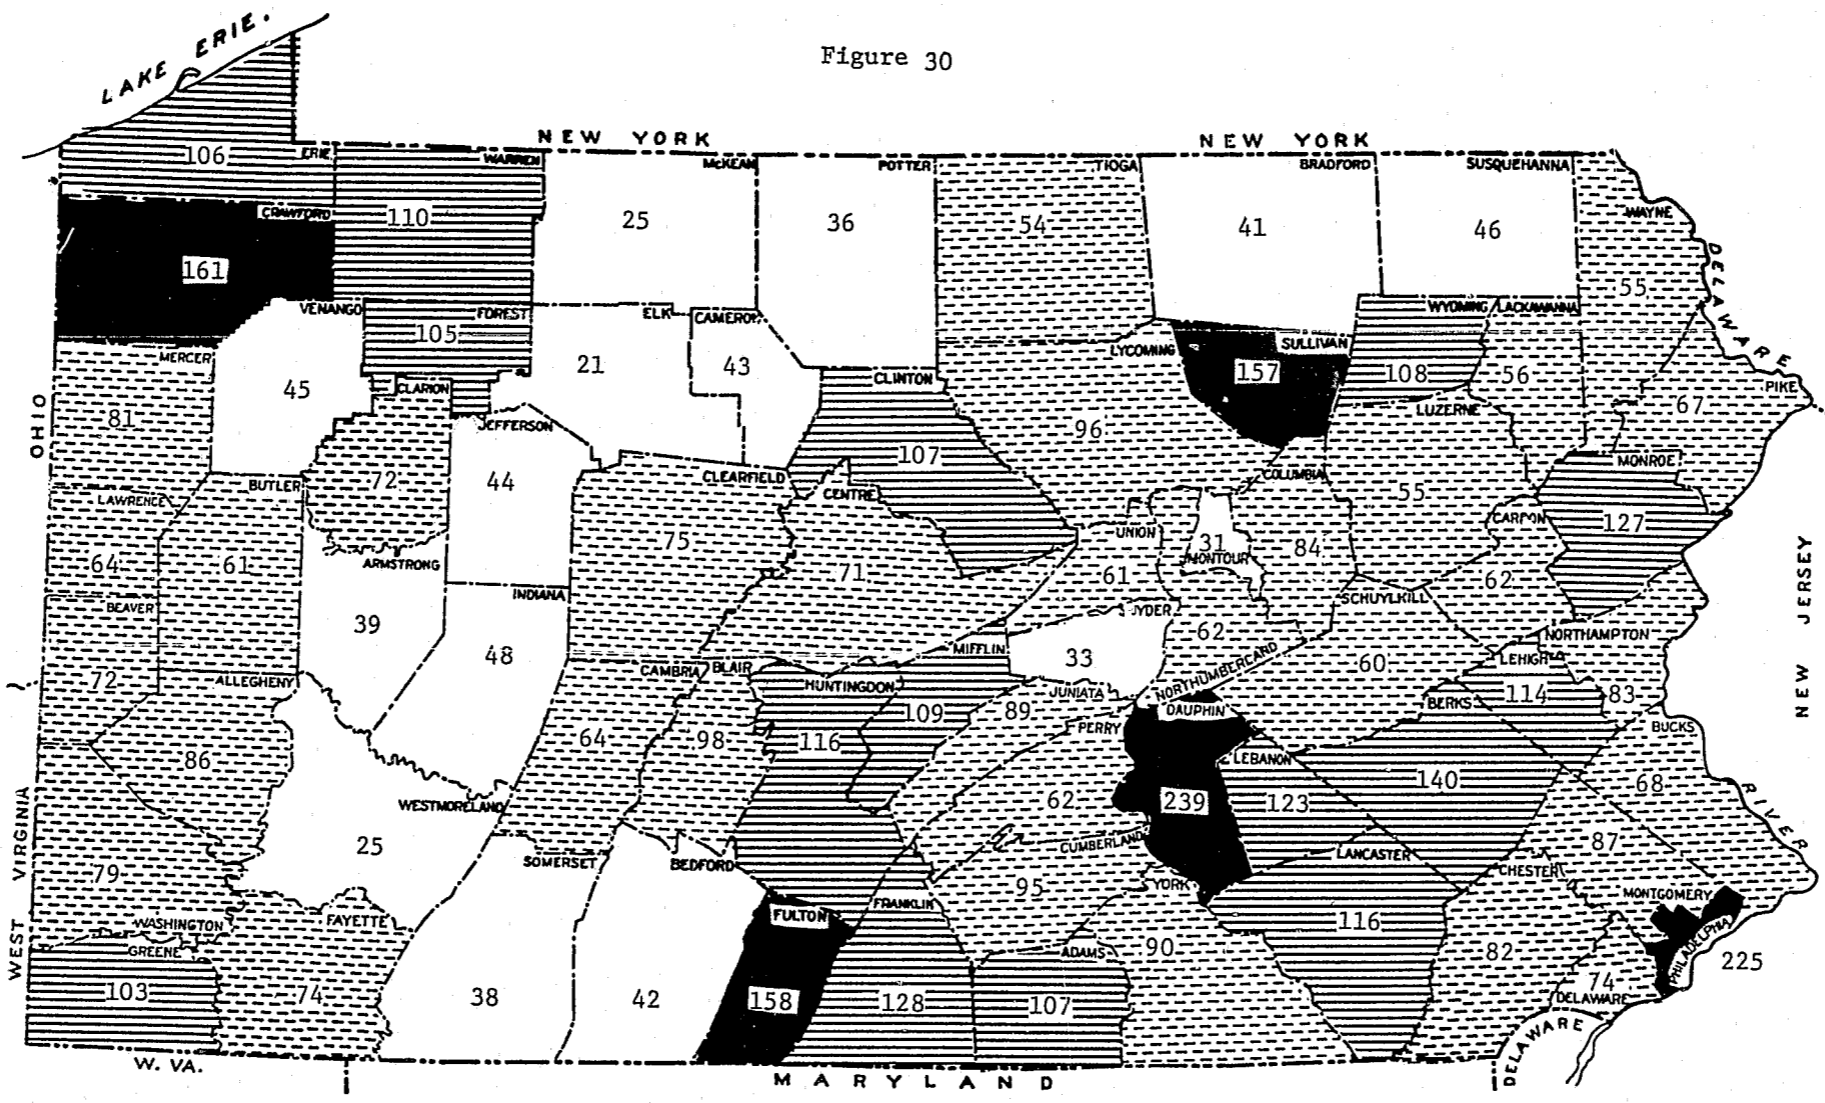 Figure 30
LAKE ERIE.
NEW YORK
NEW YORK
106
ERIE
WARREN
McKEAN
POTTER
TIOGA
BRADFORD
SUSQUEHANNA
CRAWFORD
110
25
36
54
41
46
WAYNE
DELAWARE
161
55
VENANGO
FOREST
ELK
CAMERON
WYOMING
LACKAWANNA
105
MERCER
LYCOMING
SULLIVAN
45
CLARION
21
43
CLINTON
157
108
56
PIKE
OHIO
81
JEFFERSON
96
LUZERNE
67
107
MONROE
72
44
CLEARFIELD
COLUMBIA
BUTLER
CENTRE
55
LAWRENCE
CARBON
127
UNION
31
MONTOUR
84
64
61
ARMSTRONG
75
71
61
62
NEW JERSEY
BEAVER
INDIANA
SCHUYLKILL
39
62
NORTHAMPTON
48
MIFFLIN
33
NORTHUMBERLAND
60
LEHIGH
72
ALLEGHENY
CAMBRIA
BLAIR
HUNTINGDON
JUNIATA
114
83
109
89
DAUPHIN
BERKS
BUCKS
86
64
98
116
PERRY
LEBANON
140
68
RIVER
WESTMORELAND
62
239
123
25
SOMERSET
BEDFORD
CUMBERLAND
LANCASTER
87
WEST VIRGINIA
79
95
YORK
CHESTER
MONTGOMERY
WASHINGTON
FAYETTE
FULTON
FRANKLIN
116
PHILADELPHIA
GREENE
ADAMS
90
82
225
103
74
38
42
158
128
107
74
DELAWARE
W. VA.
MARYLAND
DELAWARE